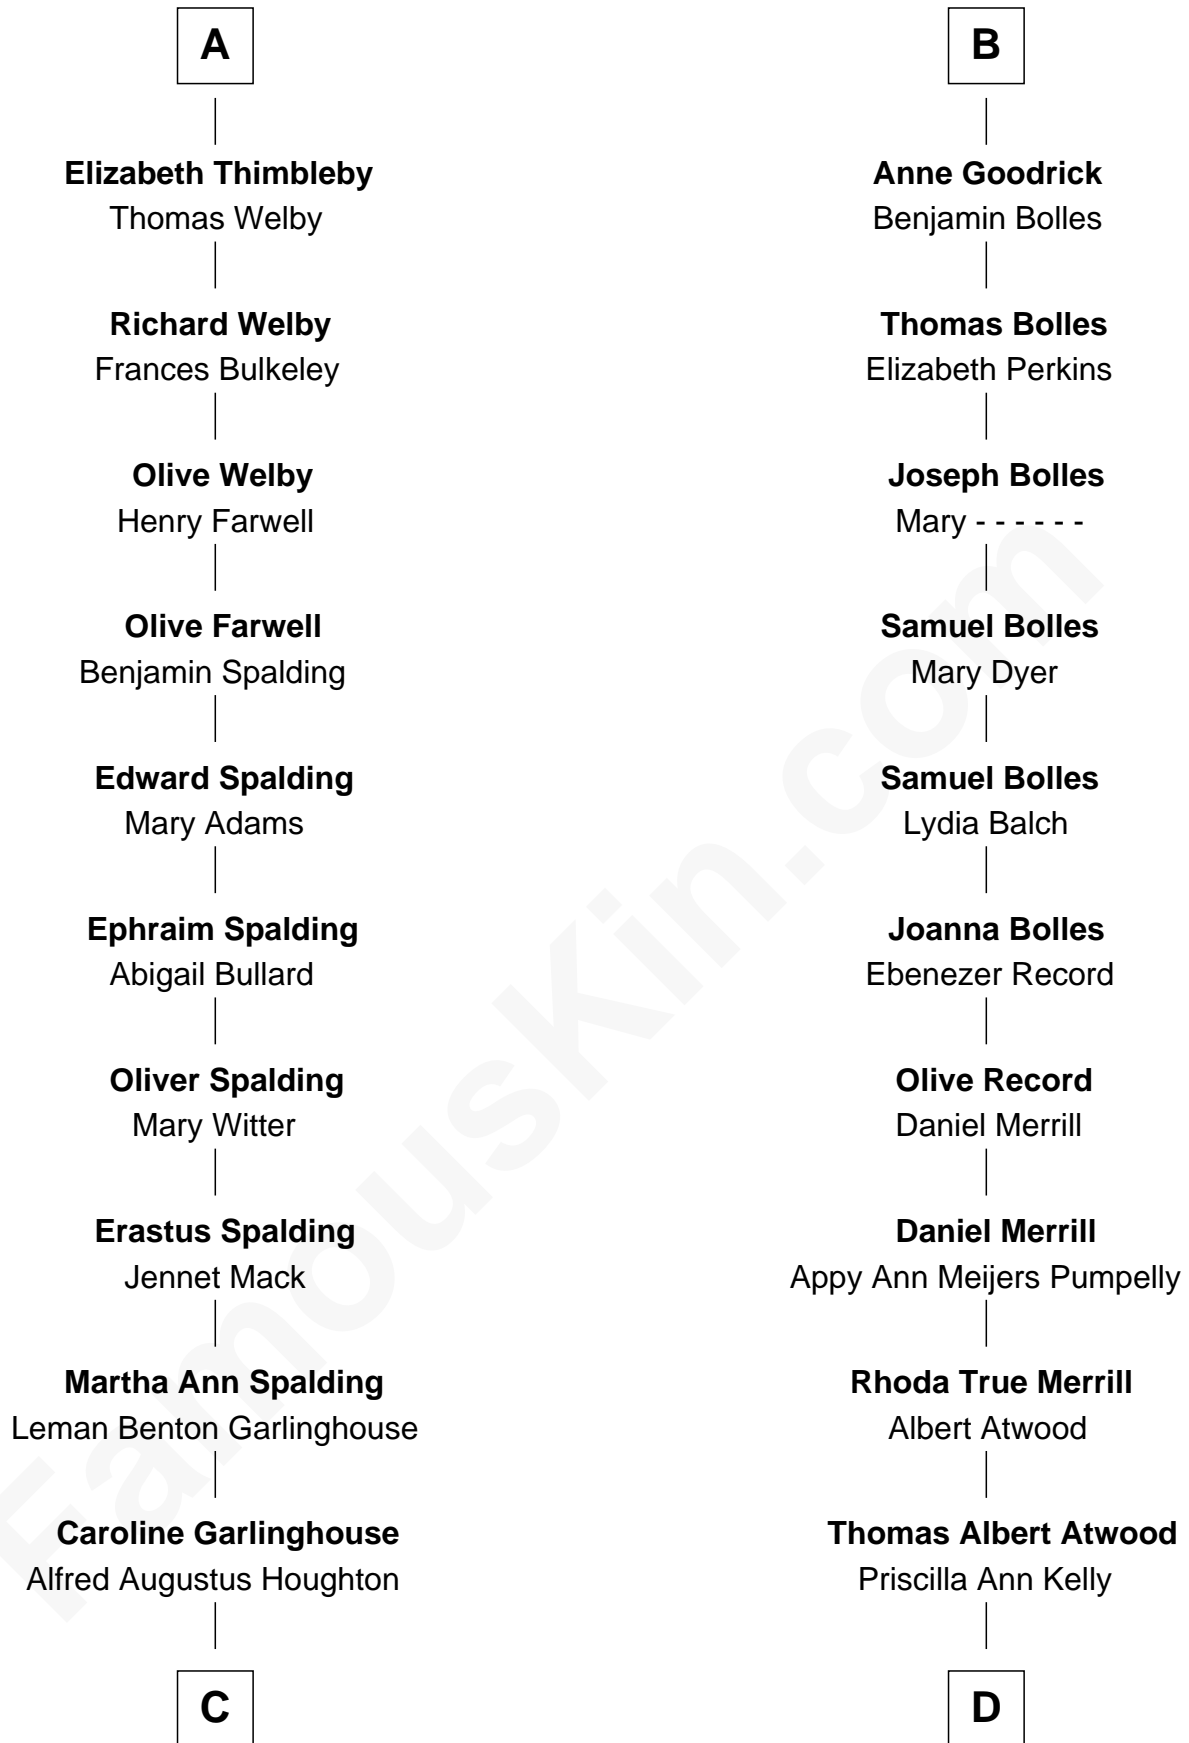 A
Elizabeth Thimbleby
Thomas Welby
Richard Welby
Frances Bulkeley
Olive Welby
Henry Farwell
Olive Farwell
Benjamin Spalding
Edward Spalding
Mary Adams
Ephraim Spalding
Abigail Bullard
Oliver Spalding
Mary Witter
Erastus Spalding
Jennet Mack
Martha Ann Spalding
Leman Benton Garlinghouse
Caroline Garlinghouse
Alfred Augustus Houghton
C
B
Anne Goodrick
Benjamin Bolles
Thomas Bolles
Elizabeth Perkins
Joseph Bolles
Mary - - - - - -
Samuel Bolles
Mary Dyer
Samuel Bolles
Lydia Balch
Joanna Bolles
Ebenezer Record
Olive Record
Daniel Merrill
Daniel Merrill
Appy Ann Meijers Pumpelly
Rhoda True Merrill
Albert Atwood
Thomas Albert Atwood
Priscilla Ann Kelly
D
FamousKin.com